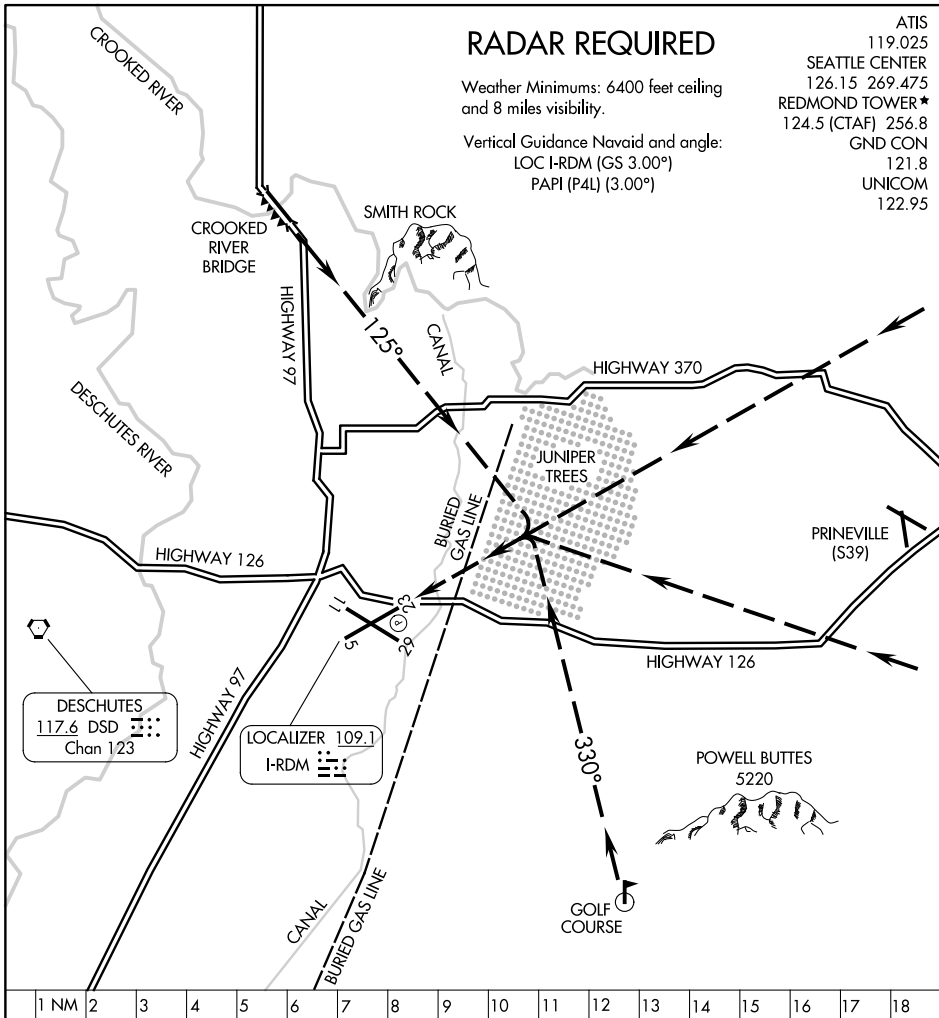 RADAR REQUIRED
Weather Minimums: 6400 feet ceiling
and 8 miles visibility.
Vertical Guidance Navaid and angle:
LOC I-RDM (GS 3.00°)
PAPI (P4L) (3.00°)
ATIS
119.025
SEATTLE CENTER
126.15 269.475
REDMOND TOWER★
124.5 (CTAF) 256.8
GND CON
121.8
UNICOM
122.95
CROOKED RIVER
CROOKED
RIVER
BRIDGE
SMITH ROCK
HIGHWAY 97
125°
CANAL
HIGHWAY 370
DESCHUTES RIVER
JUNIPER
TREES
BURIED
GAS LINE
PRINEVILLE
(S39)
HIGHWAY 126
11
23
P
5
29
HIGHWAY 126
DESCHUTES
117.6 DSD
Chan 123
HIGHWAY 97
LOCALIZER 109.1
I-RDM
330°
POWELL BUTTES
5220
GOLF
COURSE
CANAL
BURIED GAS LINE
1 NM 2 3 4 5 6 7 8 9 10 11 12 13 14 15 16 17 18